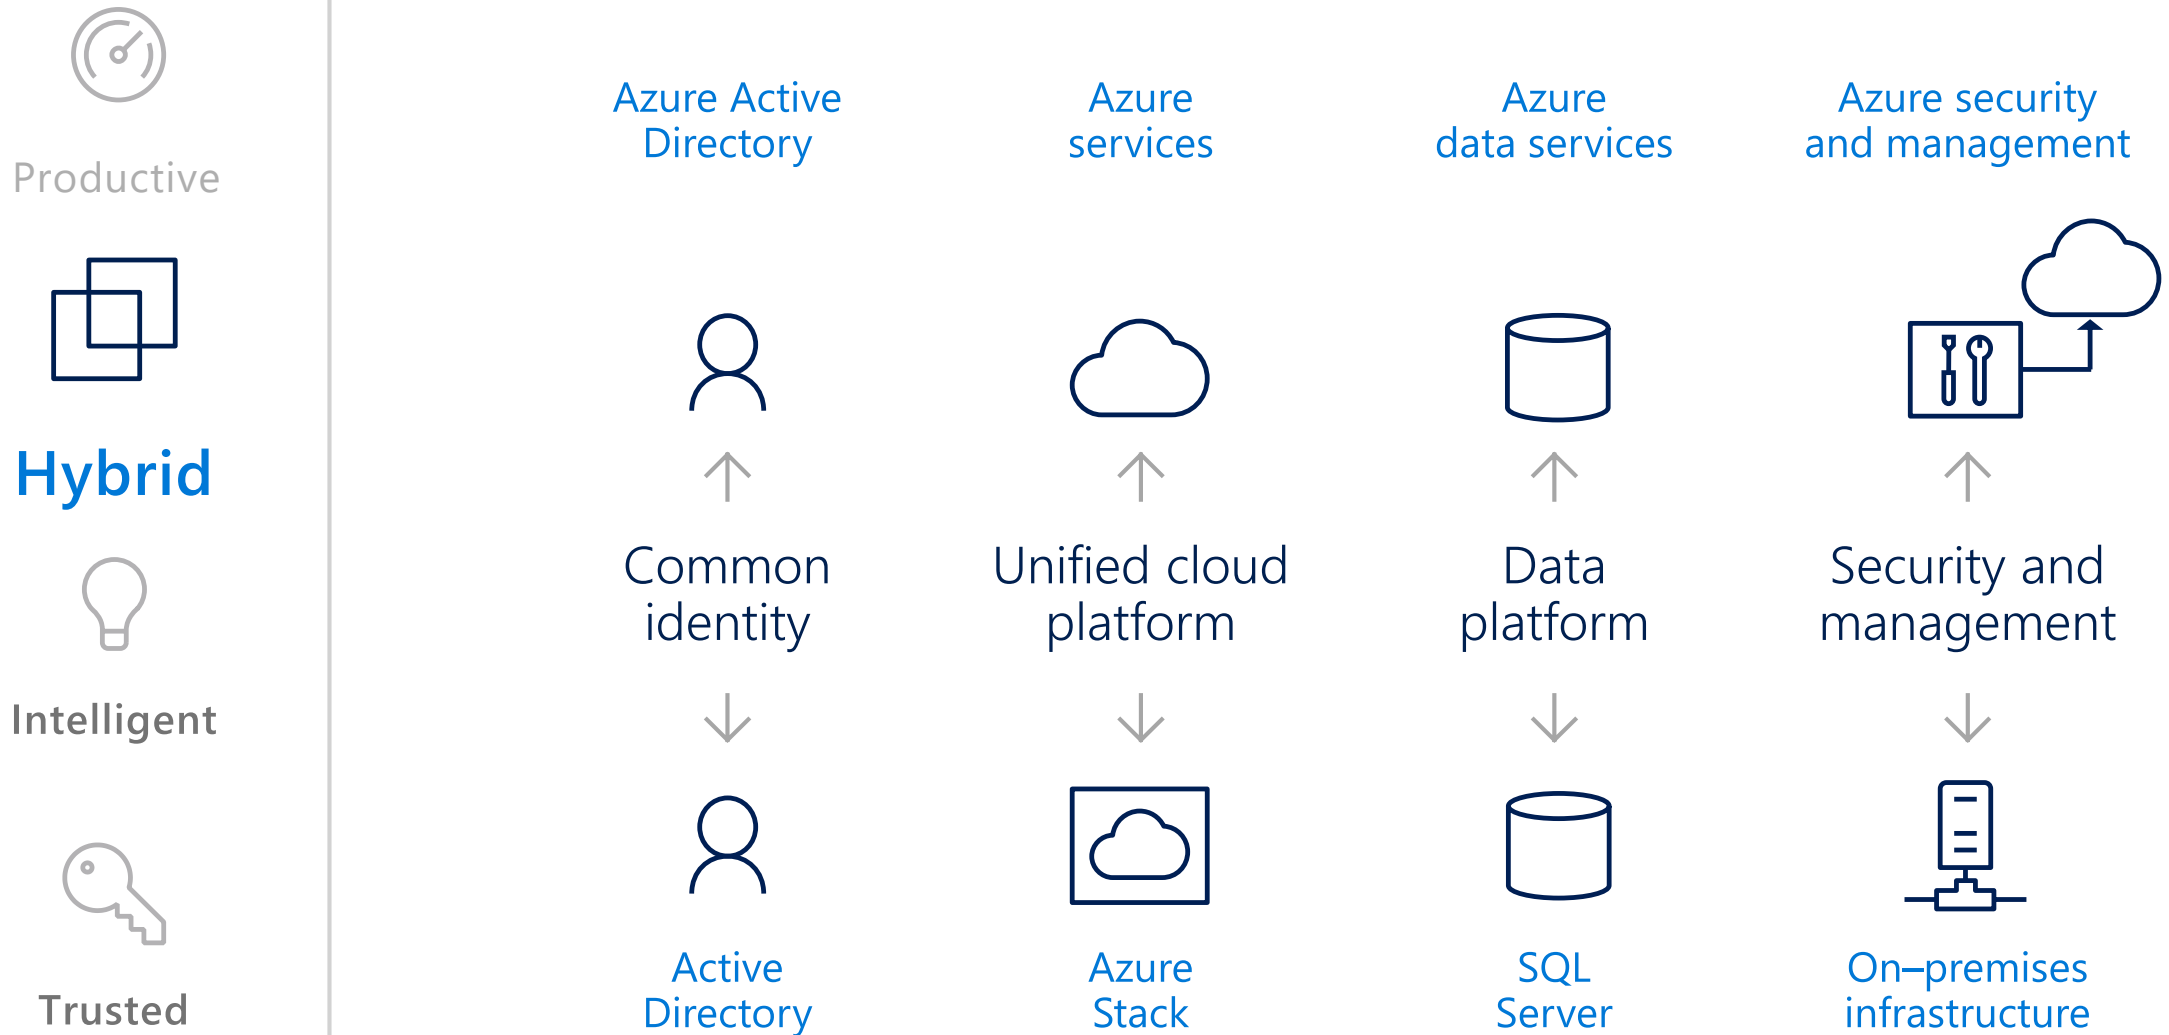 Productive
Hybrid
Intelligent
Trusted
Azure Active
Directory
Azure
services
Azure
data services
Azure security
and management
Common
identity
Unified cloud
platform
Data
platform
Security and
management
Active
Directory
Azure
Stack
SQL
Server
On–premises
infrastructure